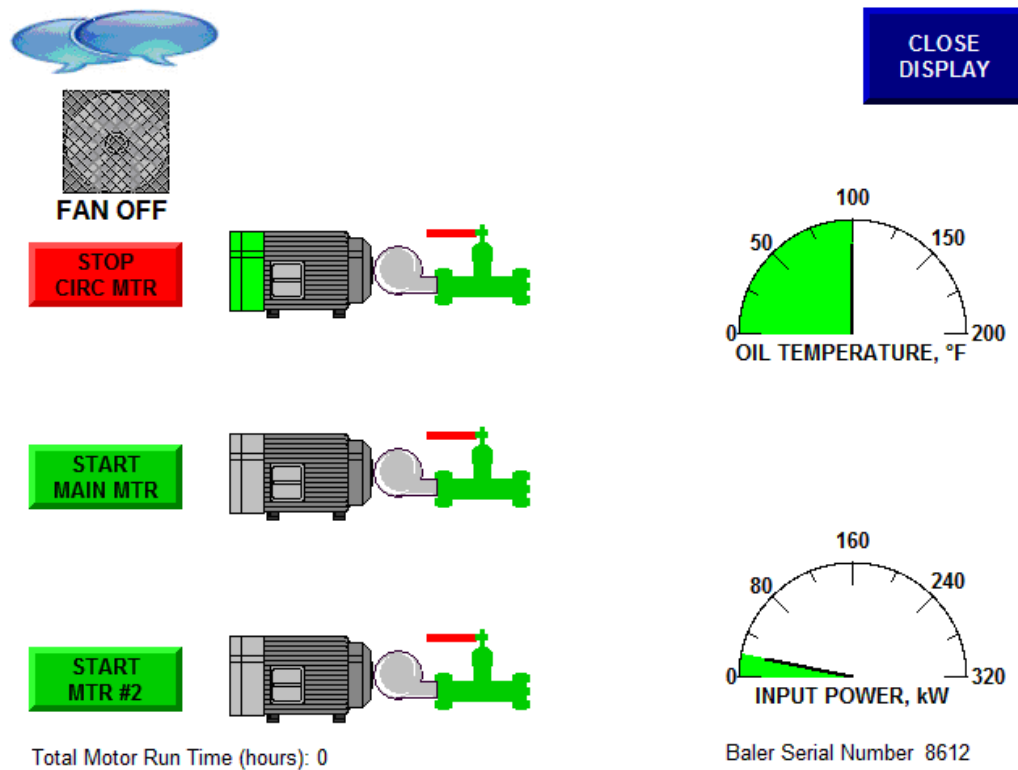 CLOSE
DISPLAY
FAN OFF
STOP
CIRC MTR
100
50
150
0
200
OIL TEMPERATURE, °F
START
MAIN MTR
160
80
240
0
320
INPUT POWER, kW
START
MTR #2
Total Motor Run Time (hours): 0
Baler Serial Number 8612